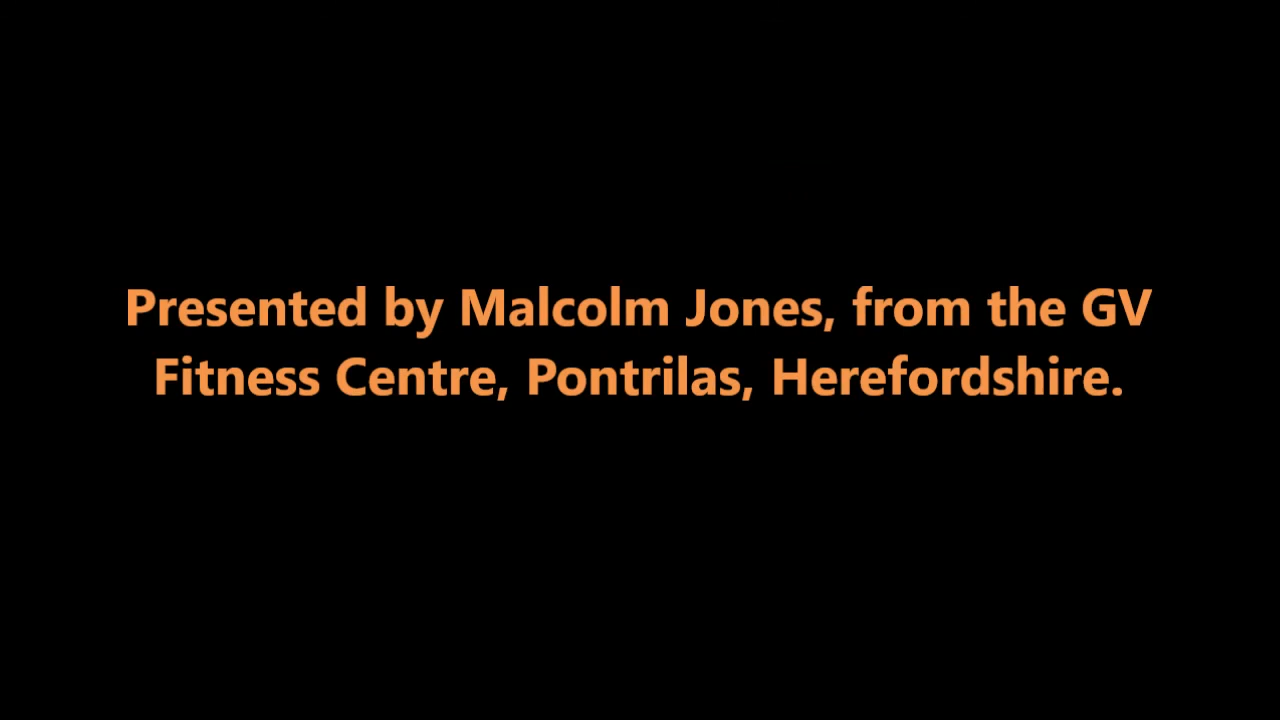 Presented by Malcolm Jones, from the GV
Fitness Centre, Pontrilas, Herefordshire.